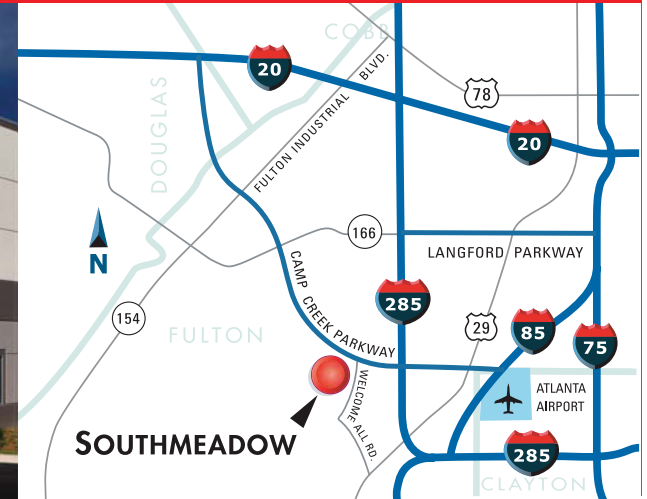 COBB
20
78
FULTON INDUSTRIAL BLVD.
DOUGLAS
20
166
LANGFORD PARKWAY
N
CAMP CREEK PARKWAY
285
154
29
85
75
FULTON
WELCOME ALL RD.
ATLANTA
AIRPORT
SOUTHMEADOW
285
CLAYTON